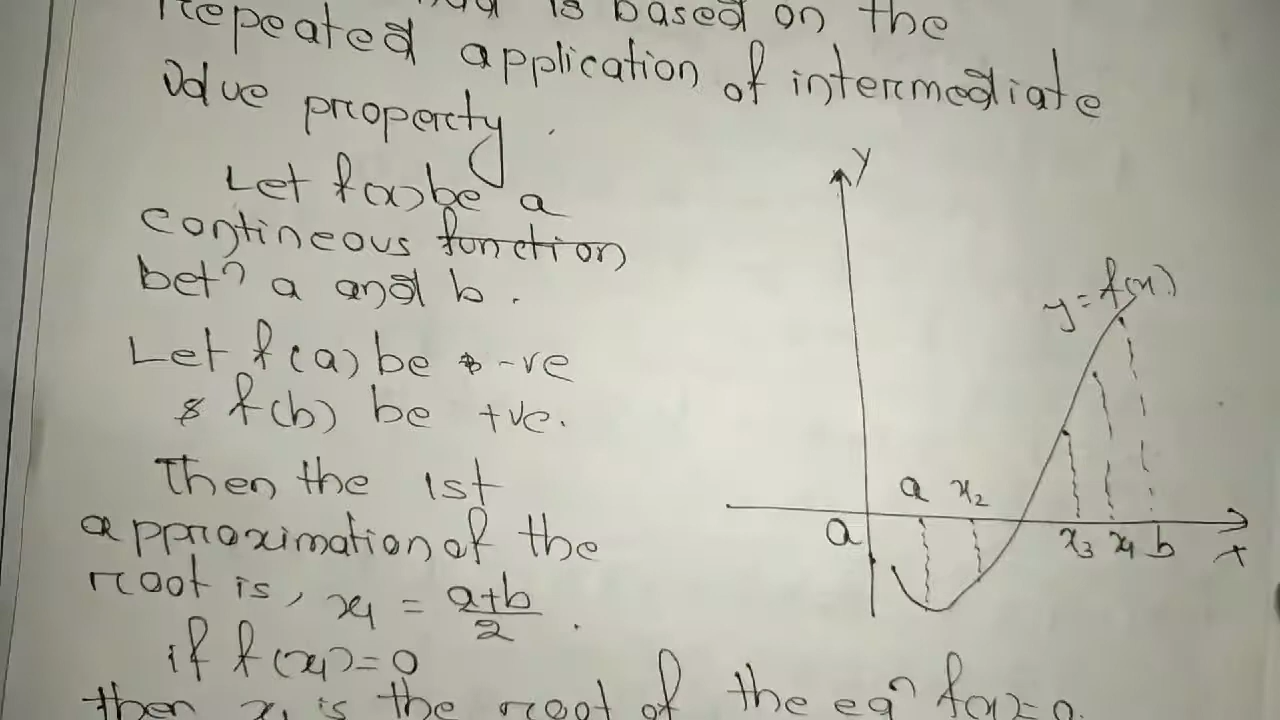 is based on the
repeated application of intermediate
value property.
Let f(x) be a
contineous function
betⁿ a and b.
Let f(a) be -ve
& f(b) be +ve.
Then the 1st
approximation of the
root is, x₁ = a+b/2.
if f(x₁)=0
then x₁ is the root of the eqⁿ f(x)=0.
y
y=f(x)
a x₂
a
x₃ x₁ b
x